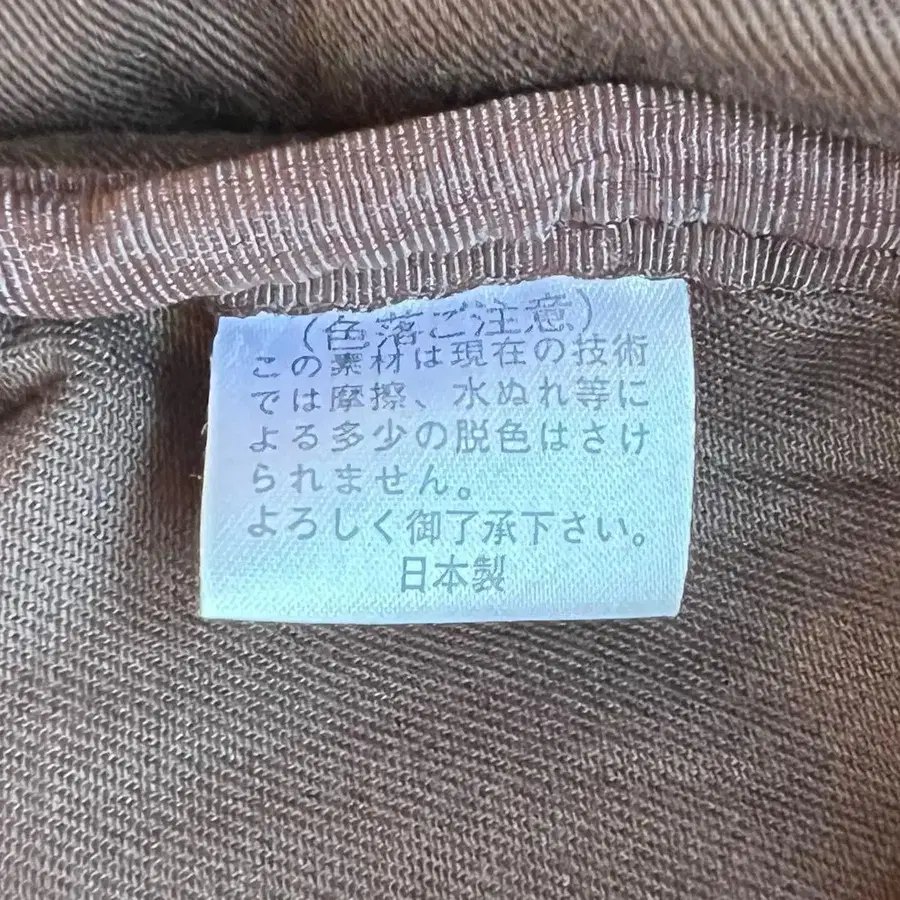 (色落ご注意)
この素材は現在の技術
では摩擦、水ぬれ等に
よる多少の脱色はさけ
られません。
よろしく御了承下さい。
日本製